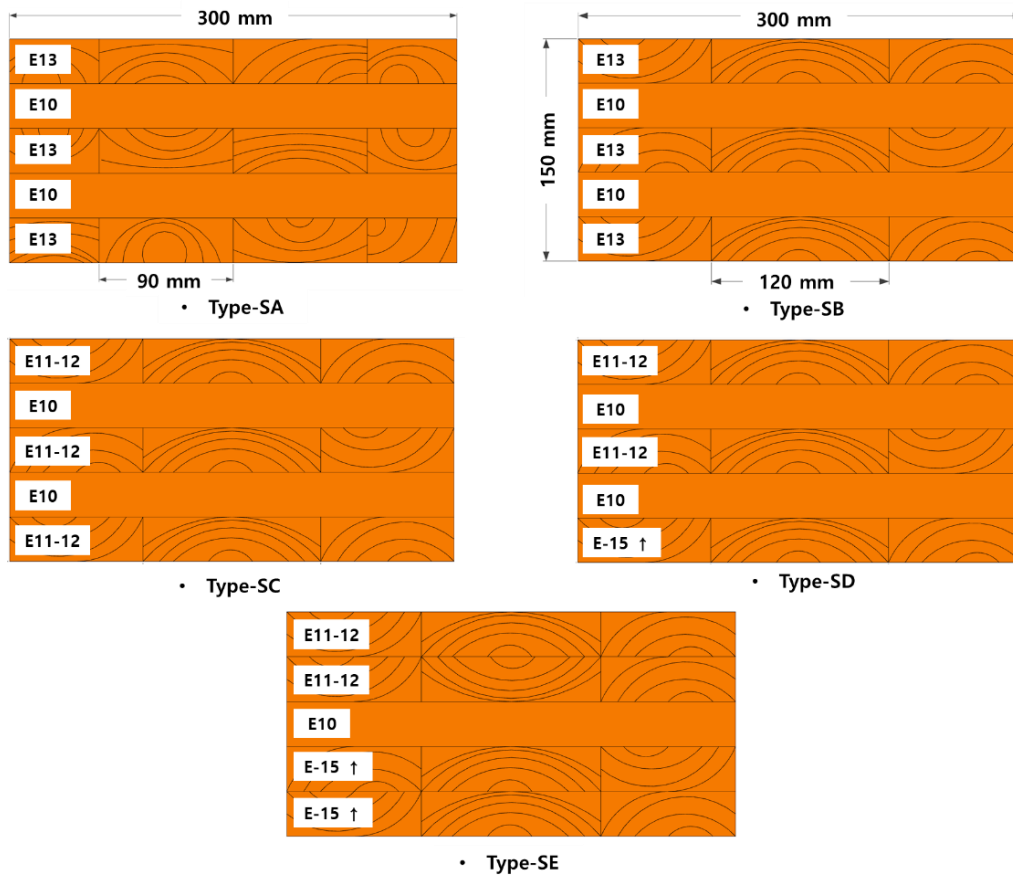 300 mm
E13
E10
E13
E10
E13
90 mm
• Type-SA
300 mm
150 mm
E13
E10
E13
E10
E13
120 mm
• Type-SB
E11-12
E10
E11-12
E10
E11-12
• Type-SC
E11-12
E10
E11-12
E10
E-15 ↑
• Type-SD
E11-12
E11-12
E10
E-15 ↑
E-15 ↑
• Type-SE